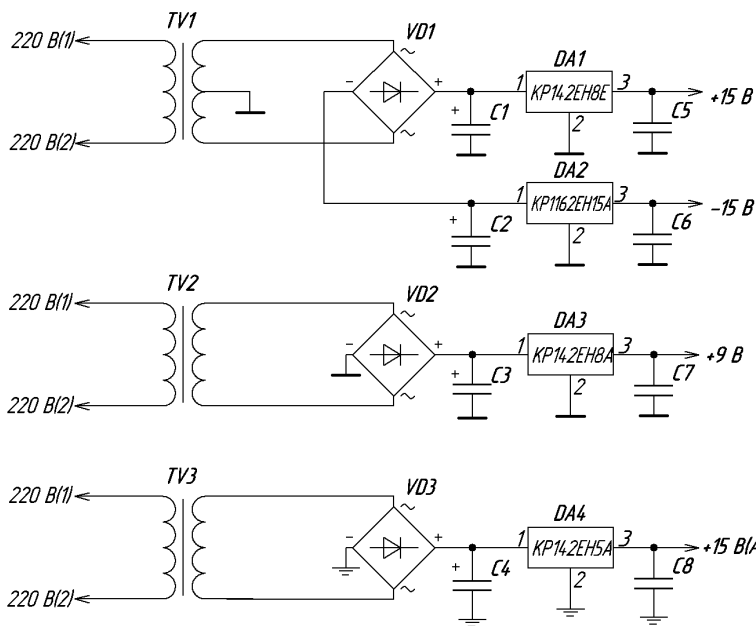 TV1
VD1
220 В(1)
~
DA1
- + 1 КР142ЕН8Е 3 +15 В
+ C1 2 C5
220 В(2)
~
DA2
1 КР1162ЕН15А 3 -15 В
+ C2 2 C6
TV2
VD2
220 В(1)
~
DA3
- + 1 КР142ЕН8А 3 +9 В
+ C3 2 C7
220 В(2)
~
TV3
VD3
220 В(1)
~
DA4
- + 1 КР142ЕН5А 3 +15 В(А
+ C4 2 C8
220 В(2)
~